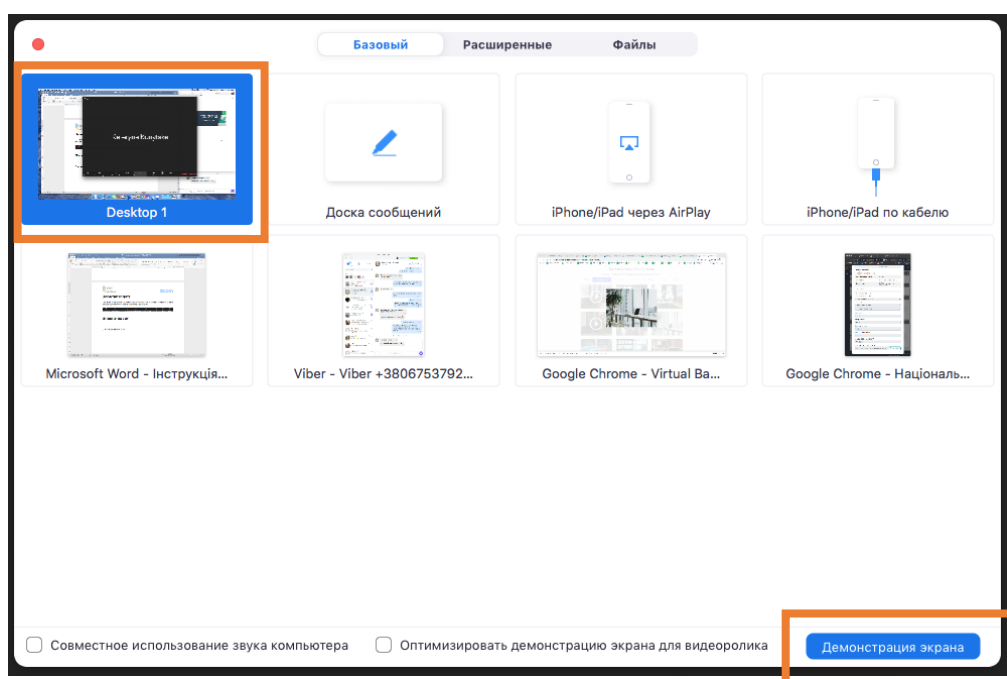 Базовый Расширенные Файлы
Desktop 1 Доска сообщений iPhone/iPad через AirPlay iPhone/iPad по кабелю
Microsoft Word - Інструкція... Viber - Viber +3806753792... Google Chrome - Virtual Ba... Google Chrome - Національ...
Совместное использование звука компьютера Оптимизировать демонстрацию экрана для видеоролика Демонстрация экрана